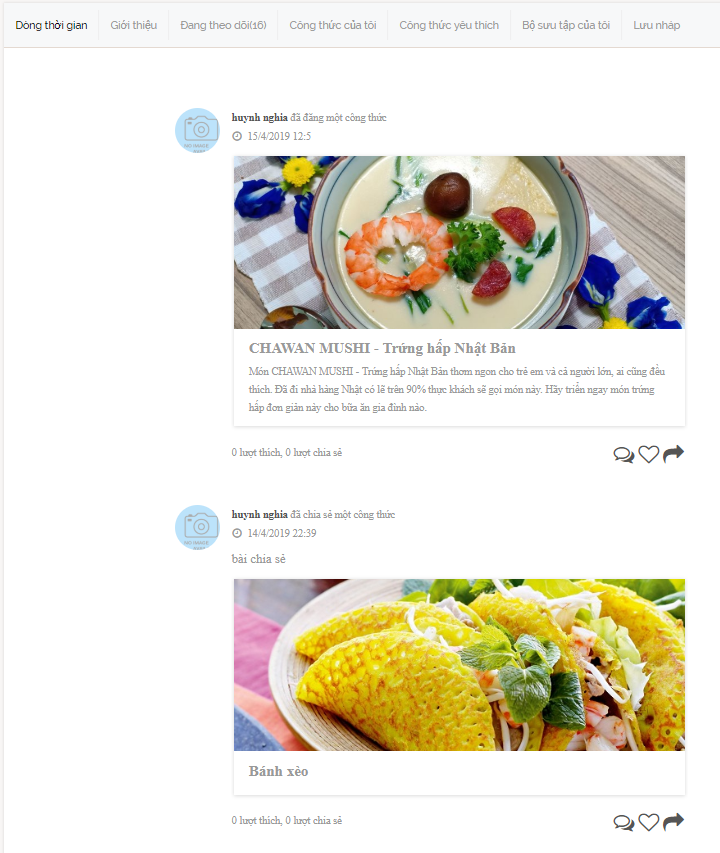 Dòng thời gian
Giới thiệu
Đang theo dõi(16)
Công thức của tôi
Công thức yêu thích
Bộ sưu tập của tôi
Lưu nháp
huynh nghia đã đăng một công thức
15/4/2019 12:5
CHAWAN MUSHI - Trứng hấp Nhật Bản
Món CHAWAN MUSHI - Trứng hấp Nhật Bản thơm ngon cho trẻ em và cả người lớn, ai cũng đều
thích. Đã đi nhà hàng Nhật có lẽ trên 90% thực khách sẽ gọi món này. Hãy triển ngay món trứng
hấp đơn giản này cho bữa ăn gia đình nào.
0 lượt thích, 0 lượt chia sẻ
huynh nghia đã chia sẻ một công thức
14/4/2019 22:39
bài chia sẻ
Bánh xèo
0 lượt thích, 0 lượt chia sẻ